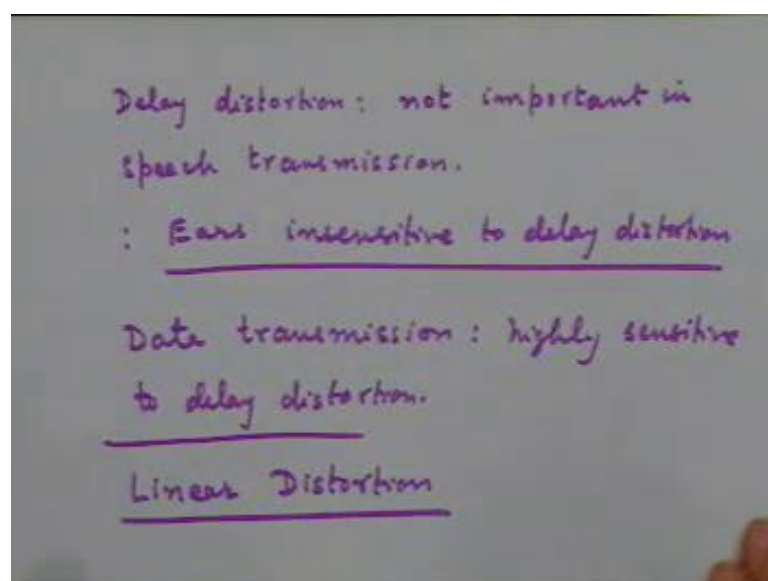 Delay distortion: not important in
speech transmission.
: Ears insensitive to delay distortion
Data transmission: highly sensitive
to delay distortion.
Linear Distortion